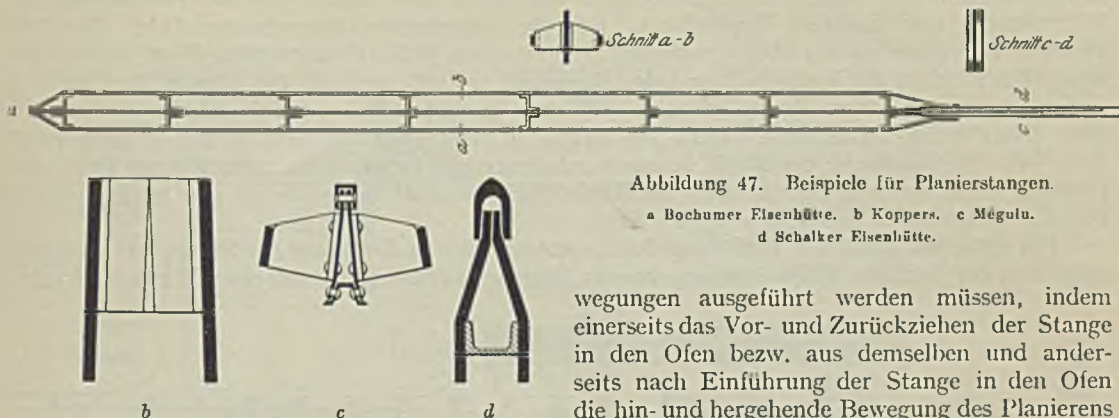 Schnitt a-b
Schnitt c-d
a
b
a
d
c
Abbildung 47. Beispiele für Planierstangen.
a Bochumer Eisenhütte. b Koppers. c Méguin.
d Schalker Eisenhütte.
wegungen ausgeführt werden müssen, indem
einerseits das Vor- und Zurückziehen der Stange
in den Ofen bezw. aus demselben und ander-
seits nach Einführung der Stange in den Ofen
die hin- und hergehende Bewegung des Planierens
b
c
d